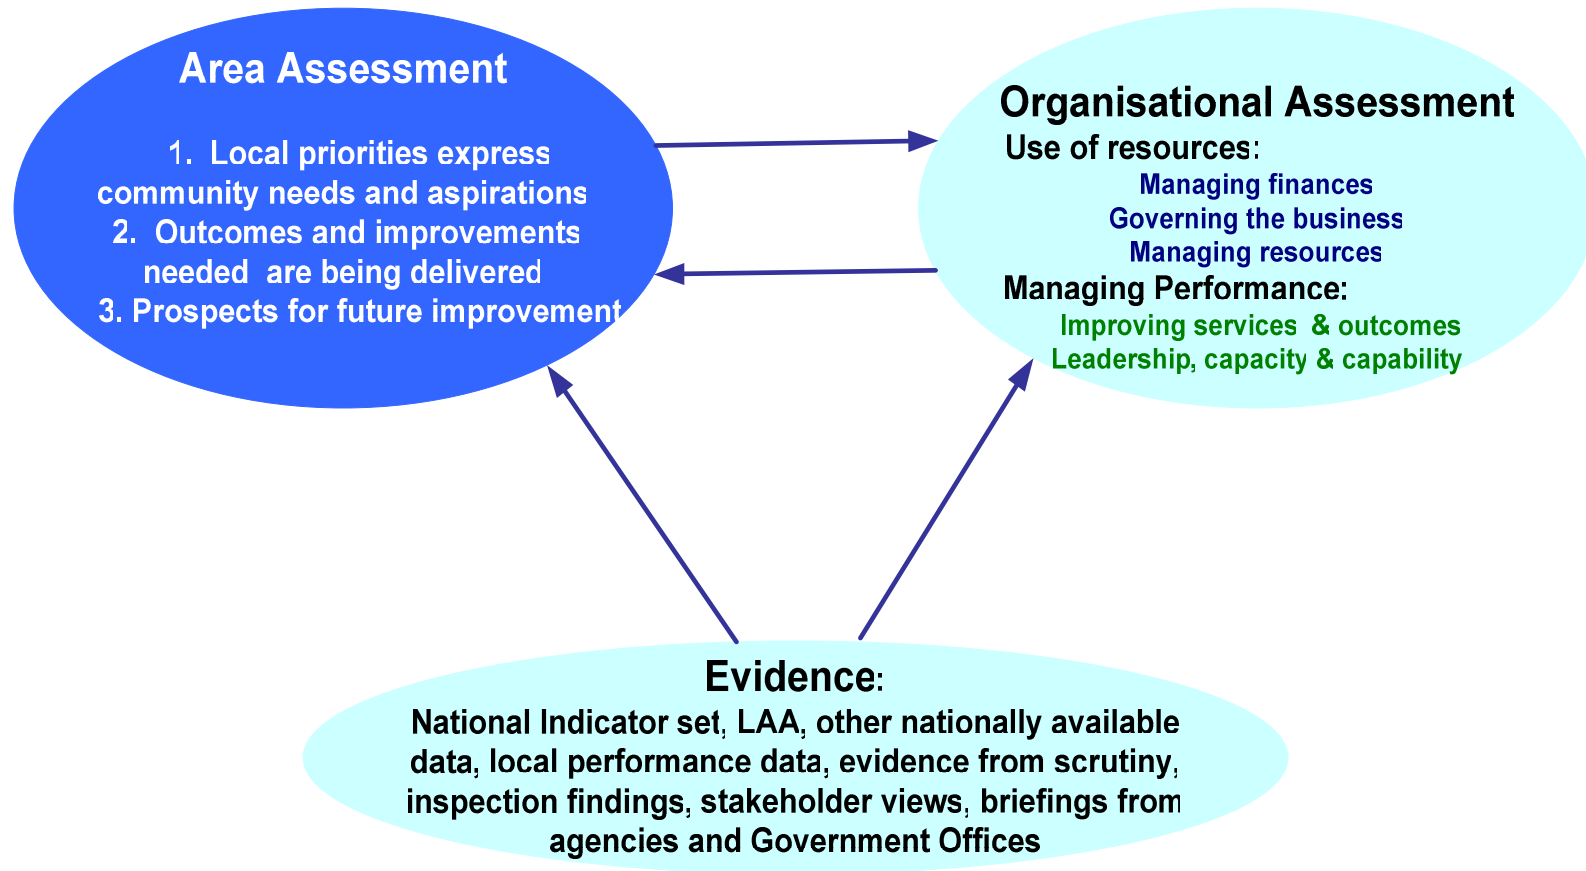 Area Assessment
1. Local priorities express
community needs and aspirations
2. Outcomes and improvements
needed are being delivered
3. Prospects for future improvement
Organisational Assessment
Use of resources:
Managing finances
Governing the business
Managing resources
Managing Performance:
Improving services & outcomes
Leadership, capacity & capability
Evidence:
National Indicator set, LAA, other nationally available
data, local performance data, evidence from scrutiny,
inspection findings, stakeholder views, briefings from
agencies and Government Offices